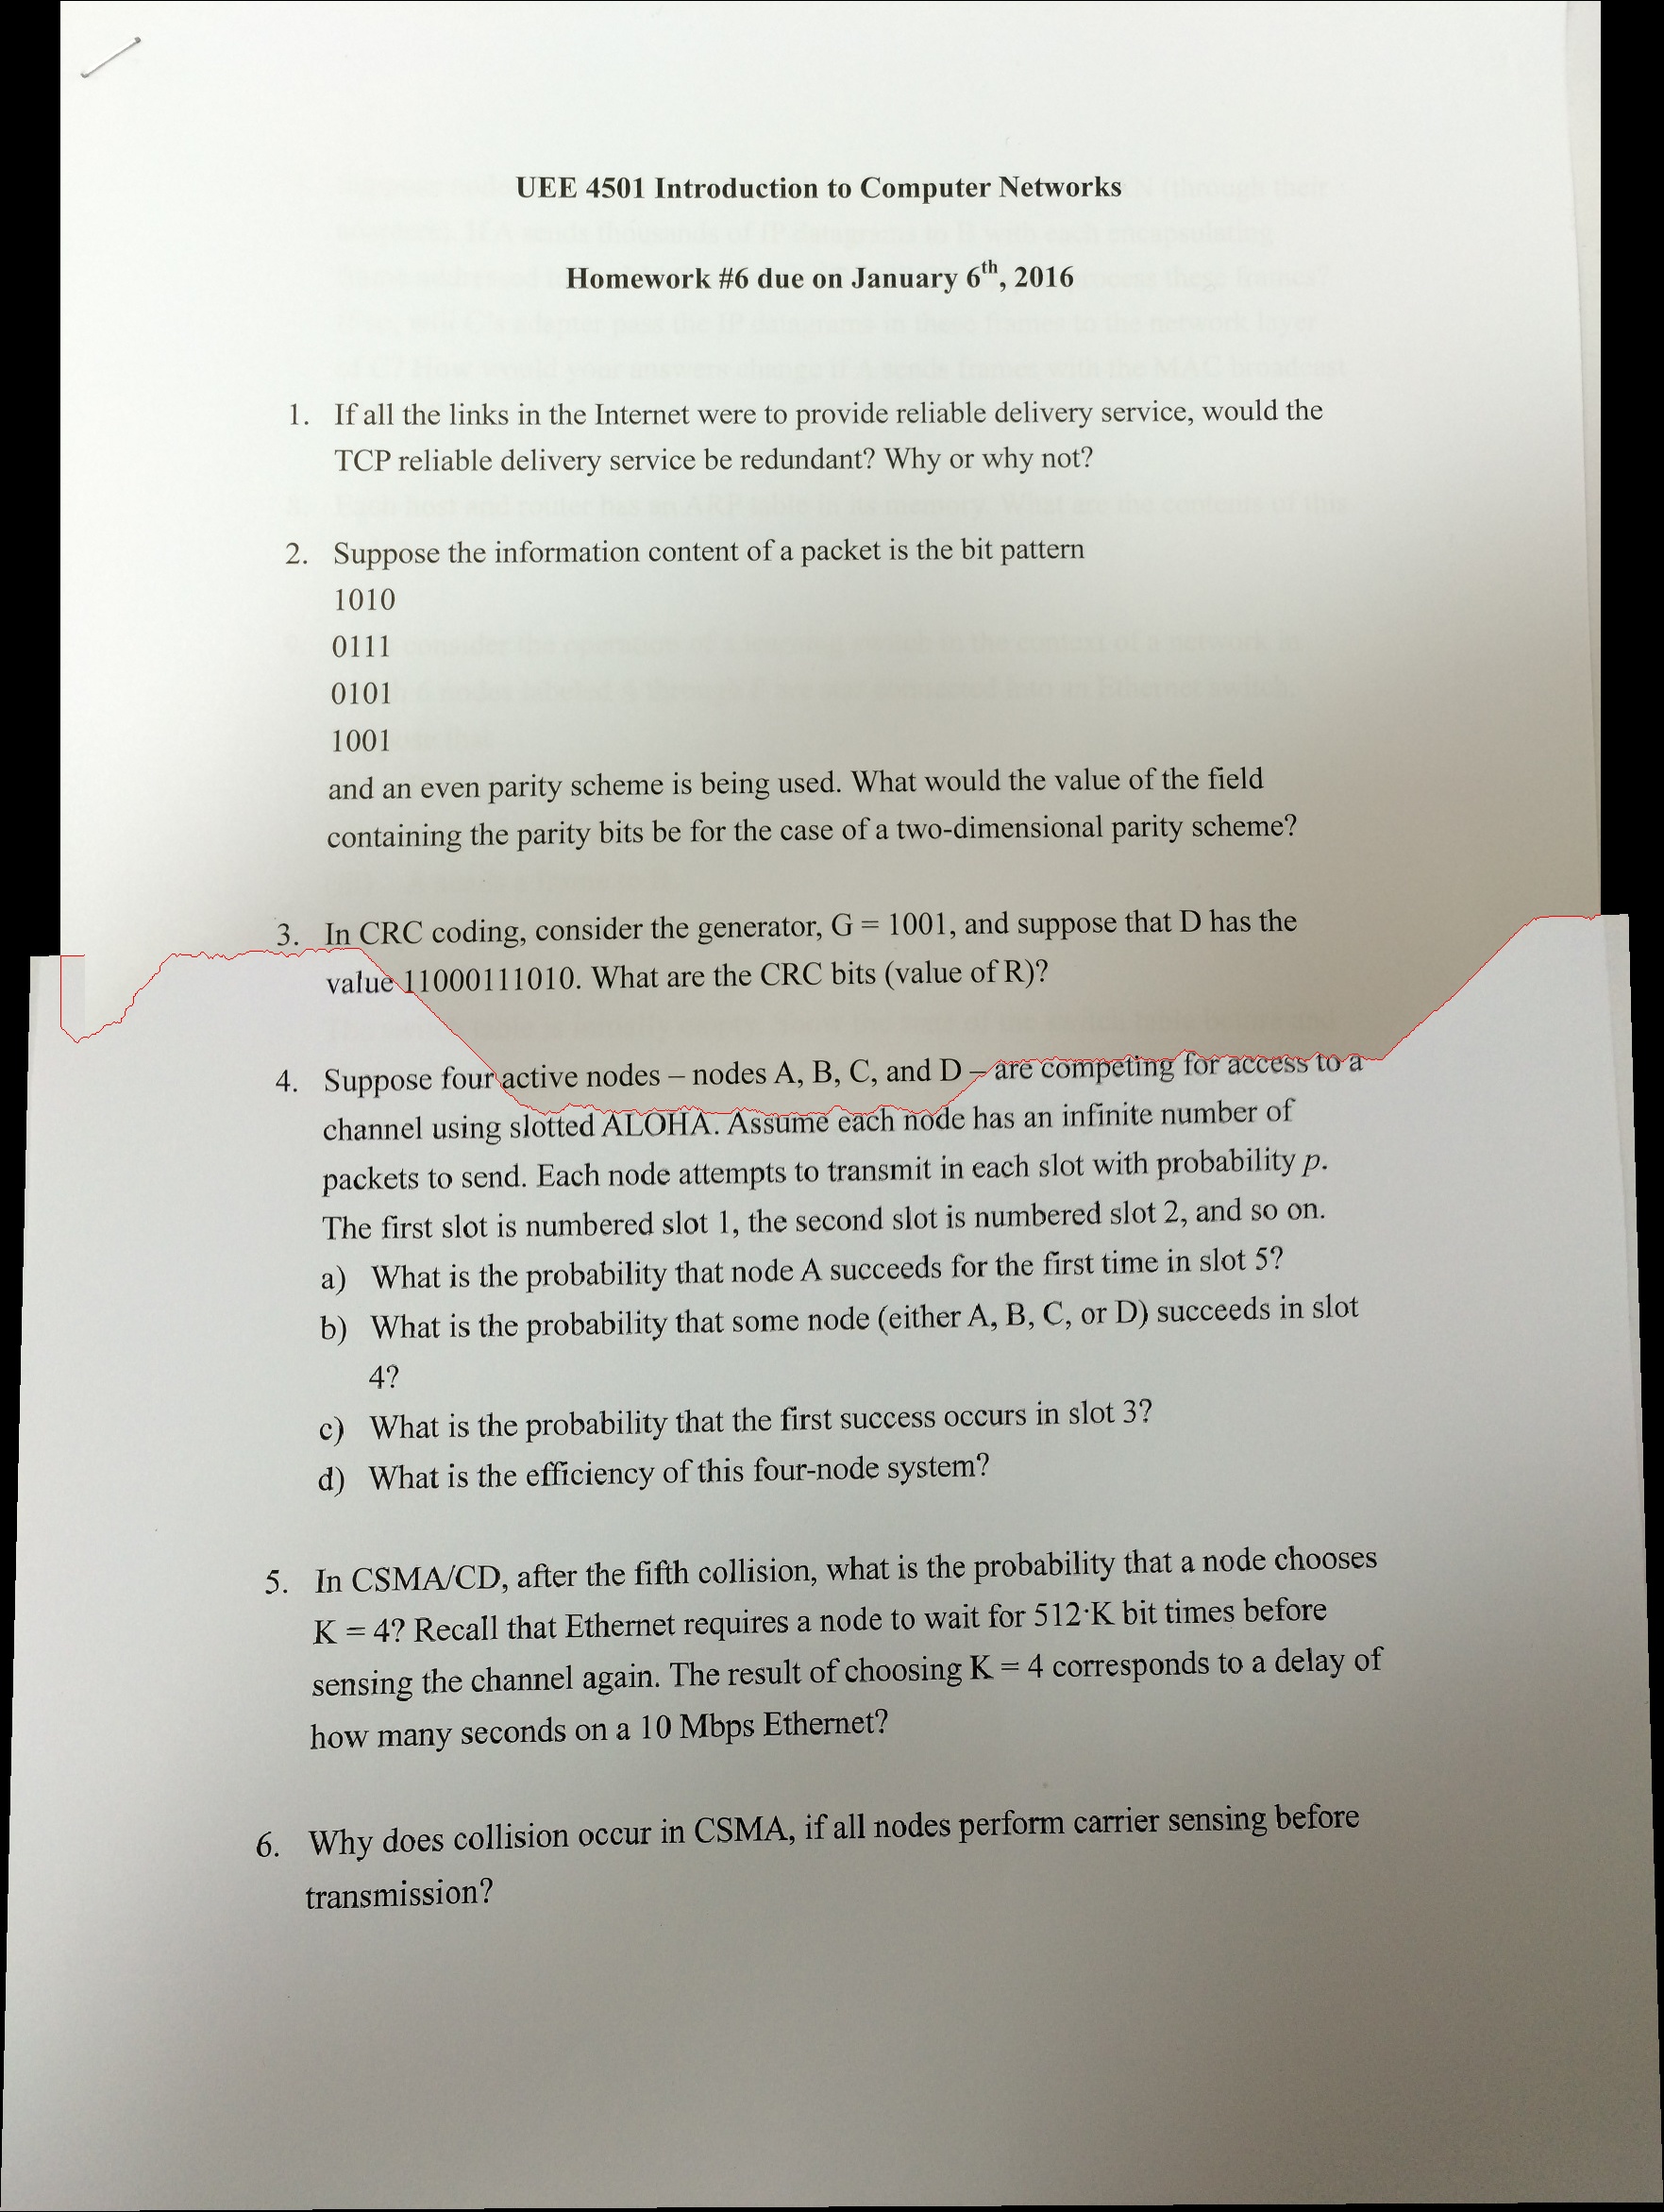 UEE 4501 Introduction to Computer Networks
Homework #6 due on January 6th, 2016
1. If all the links in the Internet were to provide reliable delivery service, would the
TCP reliable delivery service be redundant? Why or why not?
2. Suppose the information content of a packet is the bit pattern
1010
0111
0101
1001
and an even parity scheme is being used. What would the value of the field
containing the parity bits be for the case of a two-dimensional parity scheme?
3. In CRC coding, consider the generator, G = 1001, and suppose that D has the
value 11000111010. What are the CRC bits (value of R)?
4. Suppose four active nodes – nodes A, B, C, and D – are competing for access to a
channel using slotted ALOHA. Assume each node has an infinite number of
packets to send. Each node attempts to transmit in each slot with probability p.
The first slot is numbered slot 1, the second slot is numbered slot 2, and so on.
a) What is the probability that node A succeeds for the first time in slot 5?
b) What is the probability that some node (either A, B, C, or D) succeeds in slot
4?
c) What is the probability that the first success occurs in slot 3?
d) What is the efficiency of this four-node system?
5. In CSMA/CD, after the fifth collision, what is the probability that a node chooses
K = 4? Recall that Ethernet requires a node to wait for 512·K bit times before
sensing the channel again. The result of choosing K = 4 corresponds to a delay of
how many seconds on a 10 Mbps Ethernet?
6. Why does collision occur in CSMA, if all nodes perform carrier sensing before
transmission?